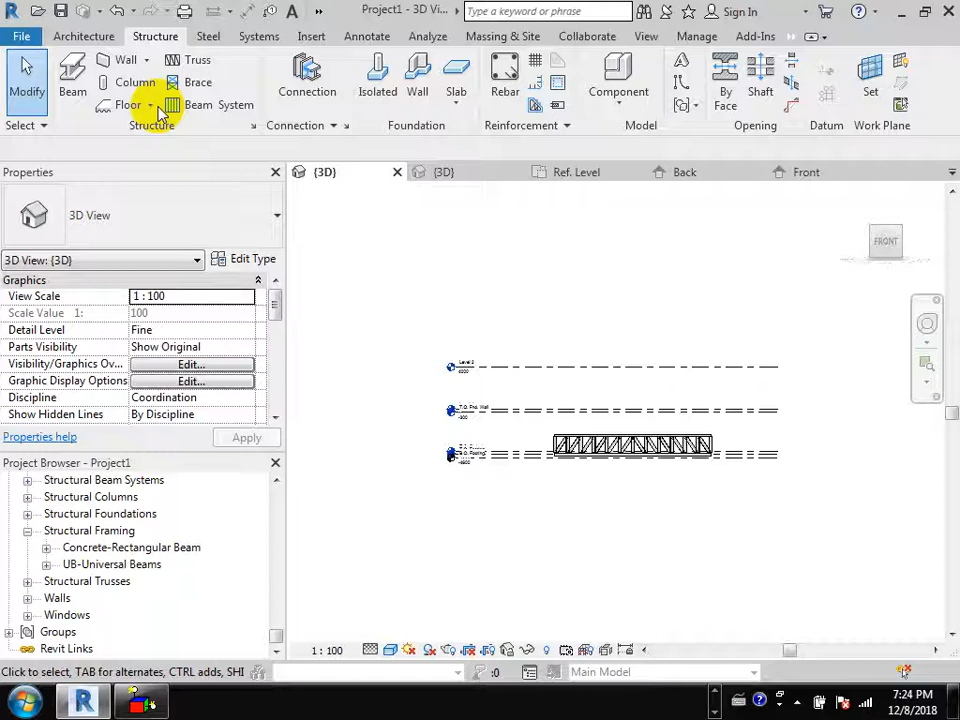 Project1 - 3D View...
Type a keyword or phrase
Sign In
File
Architecture
Structure
Steel
Systems
Insert
Annotate
Analyze
Massing & Site
Collaborate
View
Manage
Add-Ins
Modify
Beam
Wall
Column
Floor
Truss
Brace
Beam System
Connection
Isolated
Wall
Slab
Rebar
Component
By
Face
Shaft
Set
Select
Structure
Connection
Foundation
Reinforcement
Model
Opening
Datum
Work Plane
Properties
{3D}
{3D}
Ref. Level
Back
Front
3D View
3D View: {3D}
Edit Type
Graphics
View Scale 1 : 100
Scale Value 1: 100
Detail Level Fine
Parts Visibility Show Original
Visibility/Graphics Ov... Edit...
Graphic Display Options Edit...
Discipline Coordination
Show Hidden Lines By Discipline
Properties help
Apply
Project Browser - Project1
Structural Beam Systems
Structural Columns
Structural Foundations
Structural Framing
Concrete-Rectangular Beam
UB-Universal Beams
Structural Trusses
Walls
Windows
Groups
Revit Links
FRONT
1 : 100
Click to select, TAB for alternates, CTRL adds, SHI
:0
Main Model
7:24 PM
12/8/2018